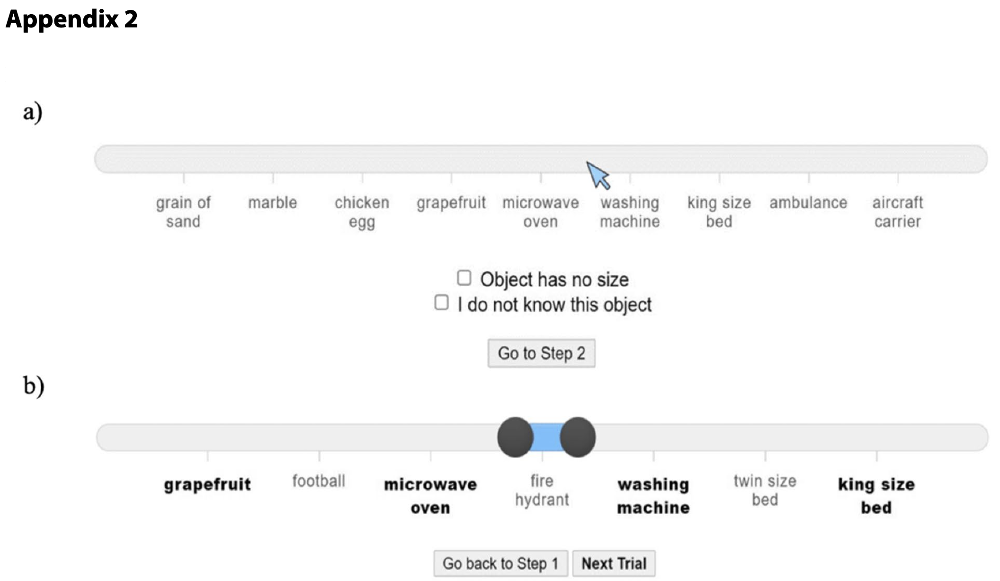 Appendix 2
a)
grain of sand
marble
chicken egg
grapefruit
microwave oven
washing machine
king size bed
ambulance
aircraft carrier
Object has no size
I do not know this object
Go to Step 2
b)
grapefruit
football
microwave oven
fire hydrant
washing machine
twin size bed
king size bed
Go back to Step 1
Next Trial